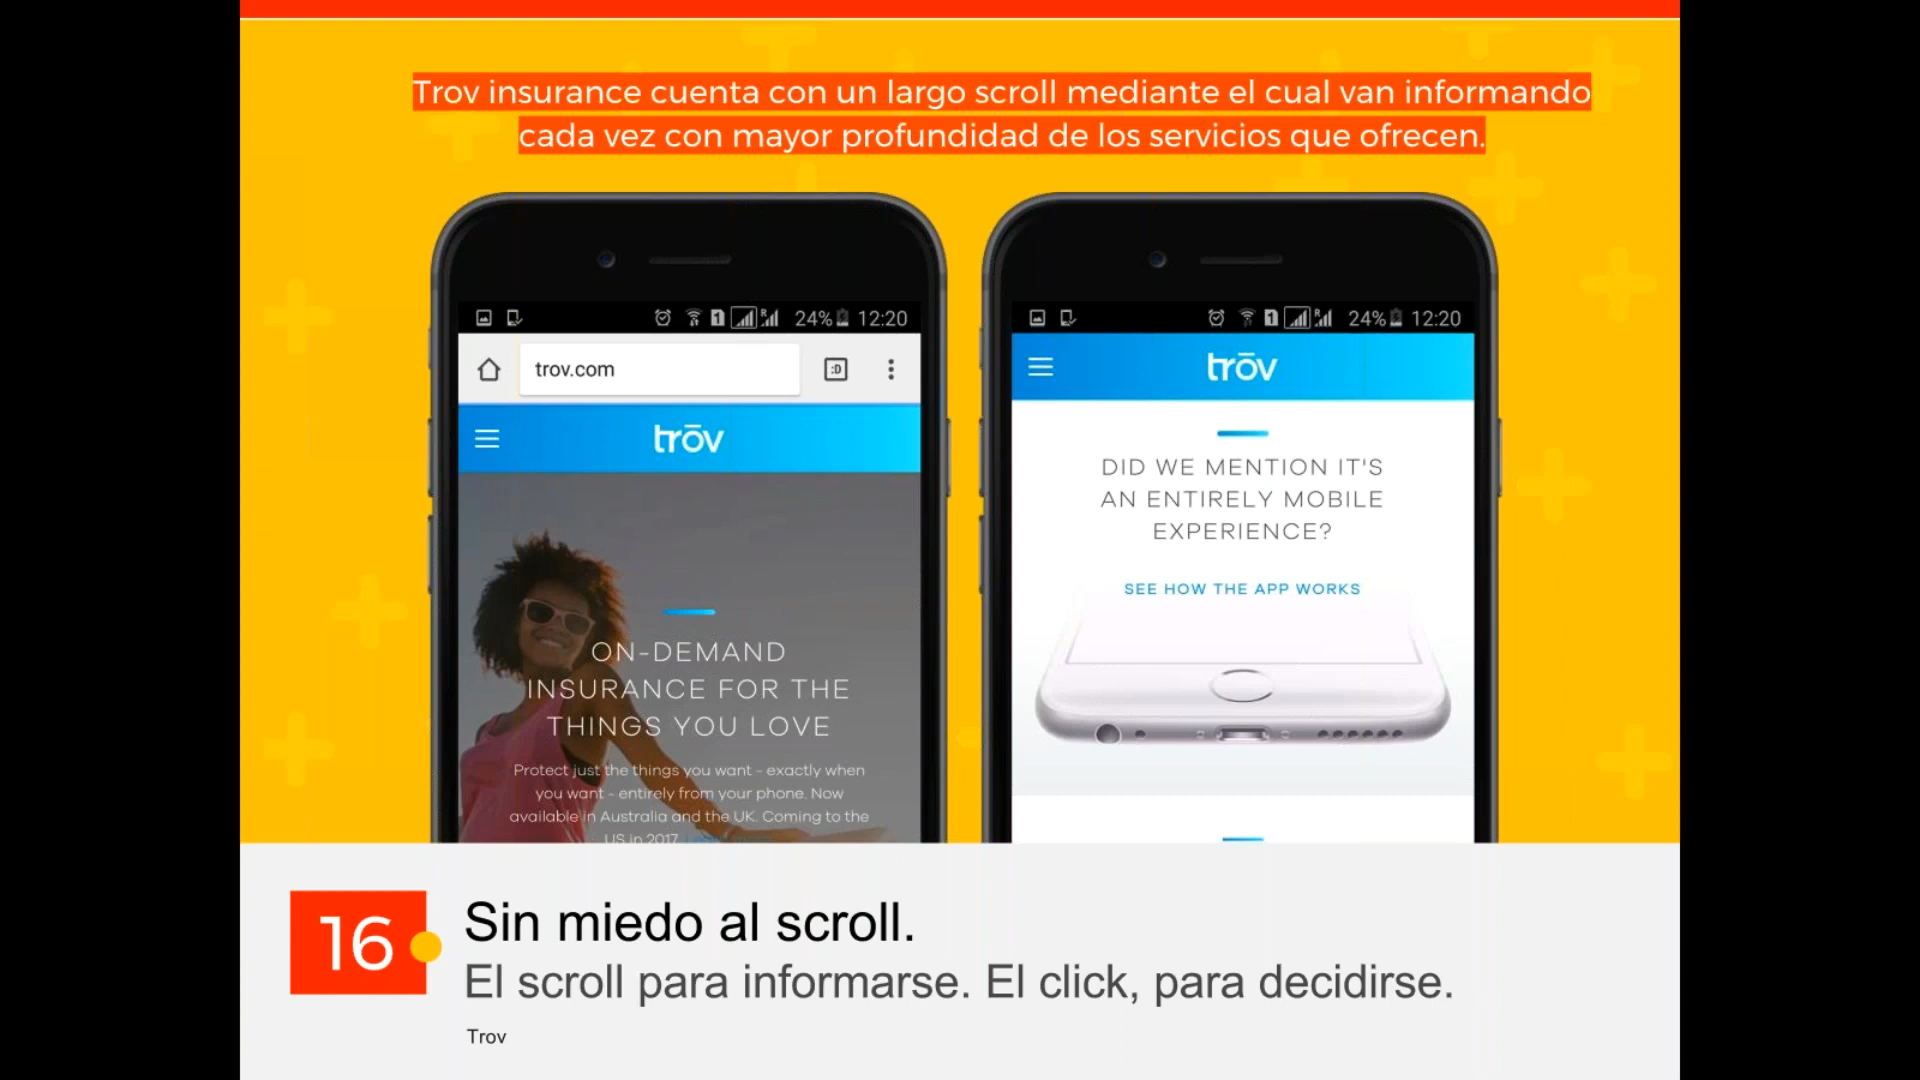 Trov insurance cuenta con un largo scroll mediante el cual van informando
cada vez con mayor profundidad de los servicios que ofrecen.
24% 12:20
trov.com
:D
trōv
ON-DEMAND
INSURANCE FOR THE
THINGS YOU LOVE
Protect just the things you want - exactly when
you want - entirely from your phone. Now
available in Australia and the UK. Coming to the
US in 2017.
24% 12:20
trōv
DID WE MENTION IT'S
AN ENTIRELY MOBILE
EXPERIENCE?
SEE HOW THE APP WORKS
16
Sin miedo al scroll.
El scroll para informarse. El click, para decidirse.
Trov